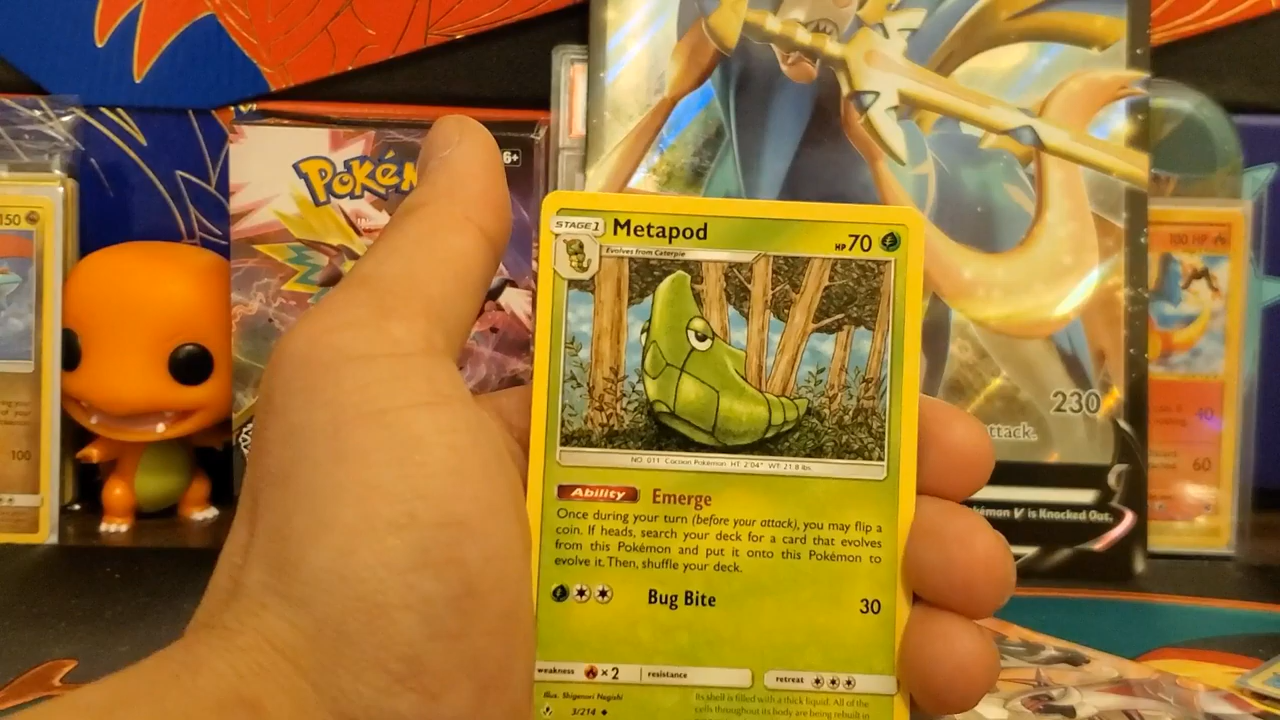 POKéM
6+
150
100
STAGE 1
Metapod
HP 70
Evolves from Caterpie
NO. 011 Cocoon Pokémon HT: 2'04" WT: 21.8 lbs.
Ability Emerge
Once during your turn (before your attack), you may flip a
coin. If heads, search your deck for a card that evolves
from this Pokémon and put it onto this Pokémon to
evolve it. Then, shuffle your deck.
Bug Bite 30
weakness ×2 resistance retreat
Illus. Shigenori Negishi
3/214
Its shell is filled with a thick liquid. All of the
cells throughout its body are being rebuilt in
230
attack.
kémon V is Knocked Out.
100 HP
40
60